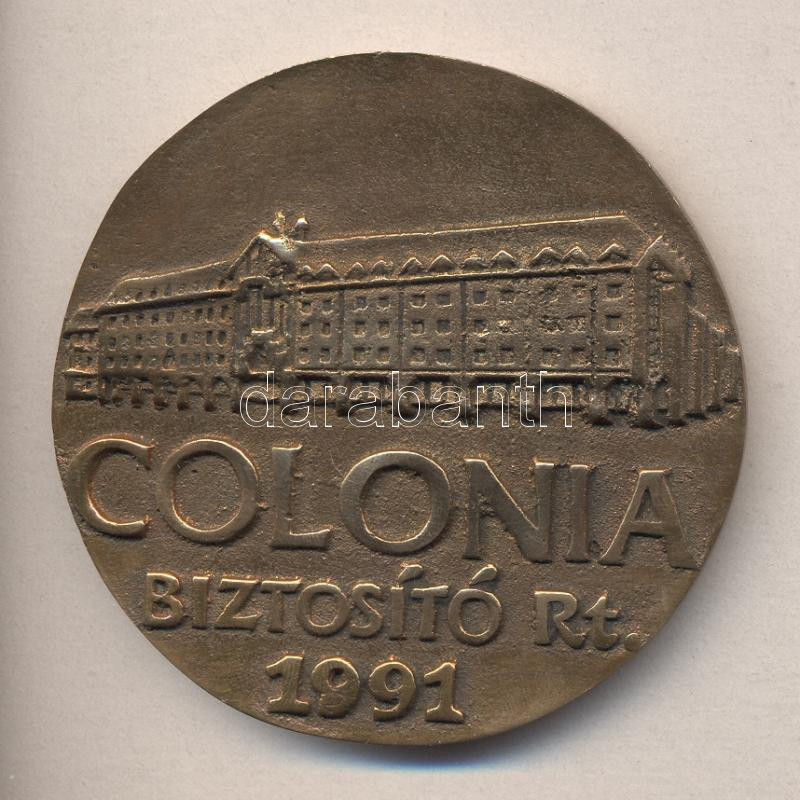 darabanth
COLONIA
BIZTOSÍTÓ Rt.
1991